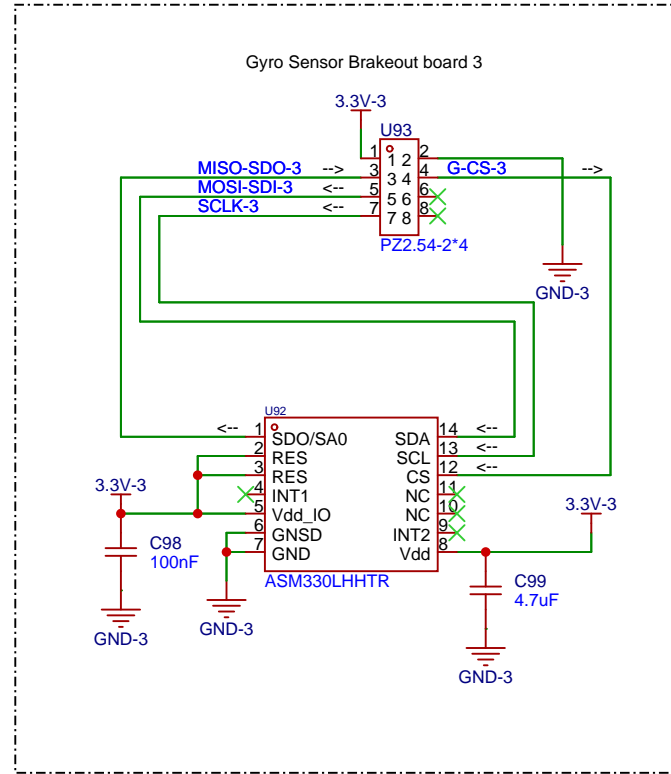 Gyro Sensor Brakeout board 3
3.3V-3
U93
1 1 2 2
MISO-SDO-3 --> 3 3 4 4 G-CS-3 -->
MOSI-SDI-3 <-- 5 5 6 6
SCLK-3 <-- 7 7 8 8
PZ2.54-2*4
GND-3
U92
<-- 1 SDO/SA0 SDA 14 <--
2 RES SCL 13 <--
3 RES CS 12 <--
4 INT1 NC 11
5 Vdd_IO NC 10
6 GNSD INT2 9
7 GND Vdd 8
ASM330LHHTR
3.3V-3
C98
100nF
GND-3
GND-3
3.3V-3
C99
4.7uF
GND-3